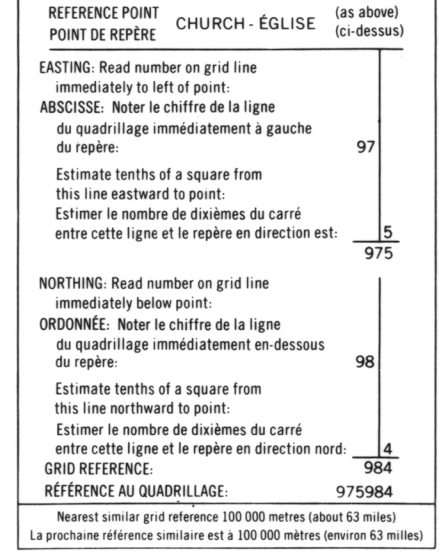 REFERENCE POINT CHURCH - ÉGLISE (as above)
POINT DE REPÈRE (ci-dessus)
EASTING: Read number on grid line
immediately to left of point:
ABSCISSE: Noter le chiffre de la ligne
du quadrillage immédiatement à gauche
du repère: 97
Estimate tenths of a square from
this line eastward to point:
Estimer le nombre de dixièmes du carré
entre cette ligne et le repère en direction est: 5
975
NORTHING: Read number on grid line
immediately below point:
ORDONNÉE: Noter le chiffre de la ligne
du quadrillage immédiatement en-dessous
du repère: 98
Estimate tenths of a square from
this line northward to point:
Estimer le nombre de dixièmes du carré
entre cette ligne et le repère en direction nord: 4
GRID REFERENCE: 984
RÉFÉRENCE AU QUADRILLAGE: 975984
Nearest similar grid reference 100 000 metres (about 63 miles)
La prochaine référence similaire est à 100 000 mètres (environ 63 milles)